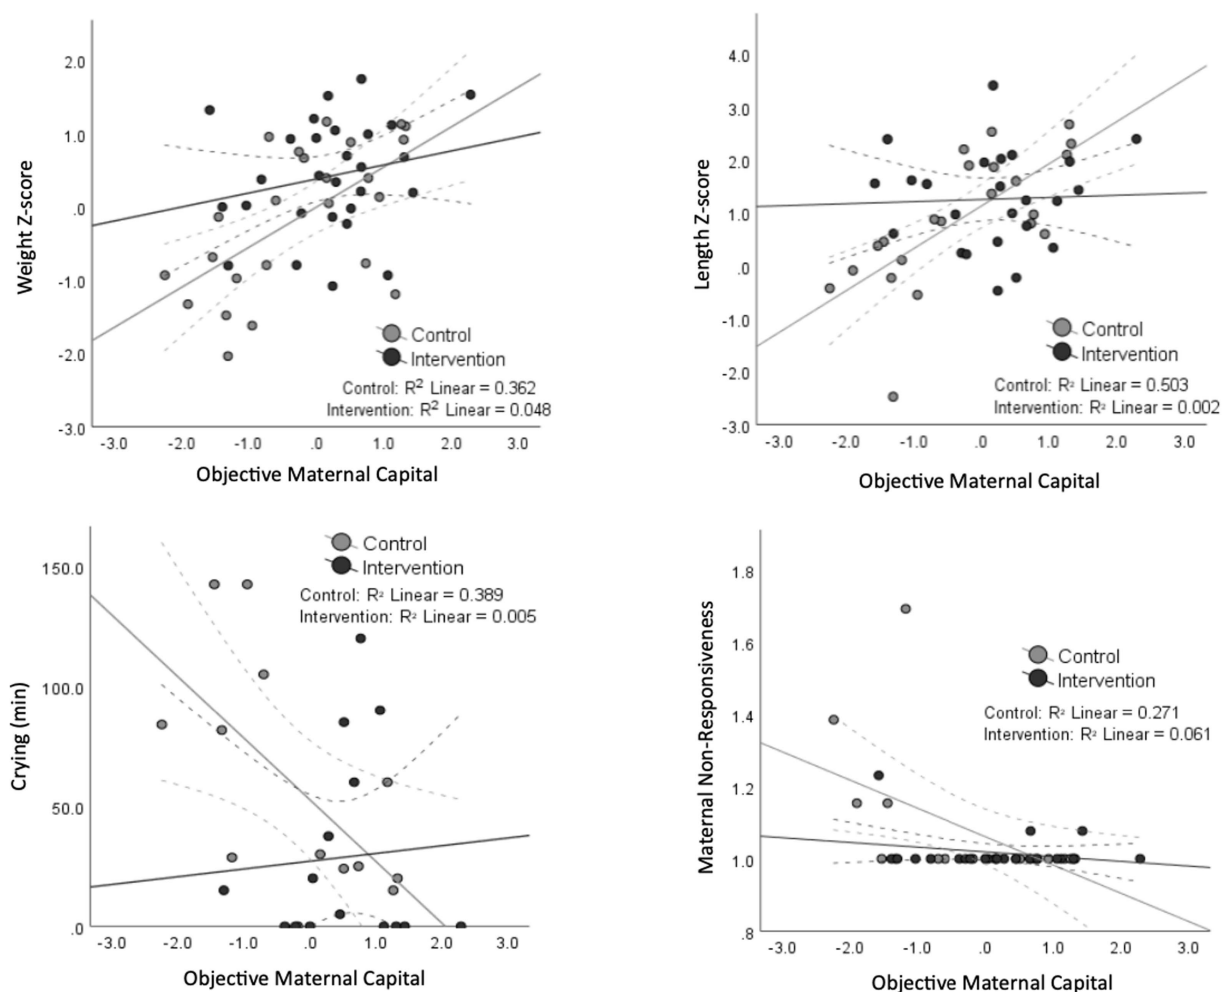 Weight Z-score
2.0
1.0
.0
-1.0
-2.0
-3.0
Control
Intervention
Control: R² Linear = 0.362
Intervention: R² Linear = 0.048
-3.0 -2.0 -1.0 .0 1.0 2.0 3.0
Objective Maternal Capital
Length Z-score
4.0
3.0
2.0
1.0
.0
-1.0
-2.0
-3.0
Control
Intervention
Control: R² Linear = 0.503
Intervention: R² Linear = 0.002
-3.0 -2.0 -1.0 .0 1.0 2.0 3.0
Objective Maternal Capital
Crying (min)
150.0
100.0
50.0
.0
Control
Intervention
Control: R² Linear = 0.389
Intervention: R² Linear = 0.005
-3.0 -2.0 -1.0 .0 1.0 2.0 3.0
Objective Maternal Capital
Maternal Non-Responsiveness
1.8
1.6
1.4
1.2
1.0
.8
Control
Intervention
Control: R² Linear = 0.271
Intervention: R² Linear = 0.061
-3.0 -2.0 -1.0 .0 1.0 2.0 3.0
Objective Maternal Capital